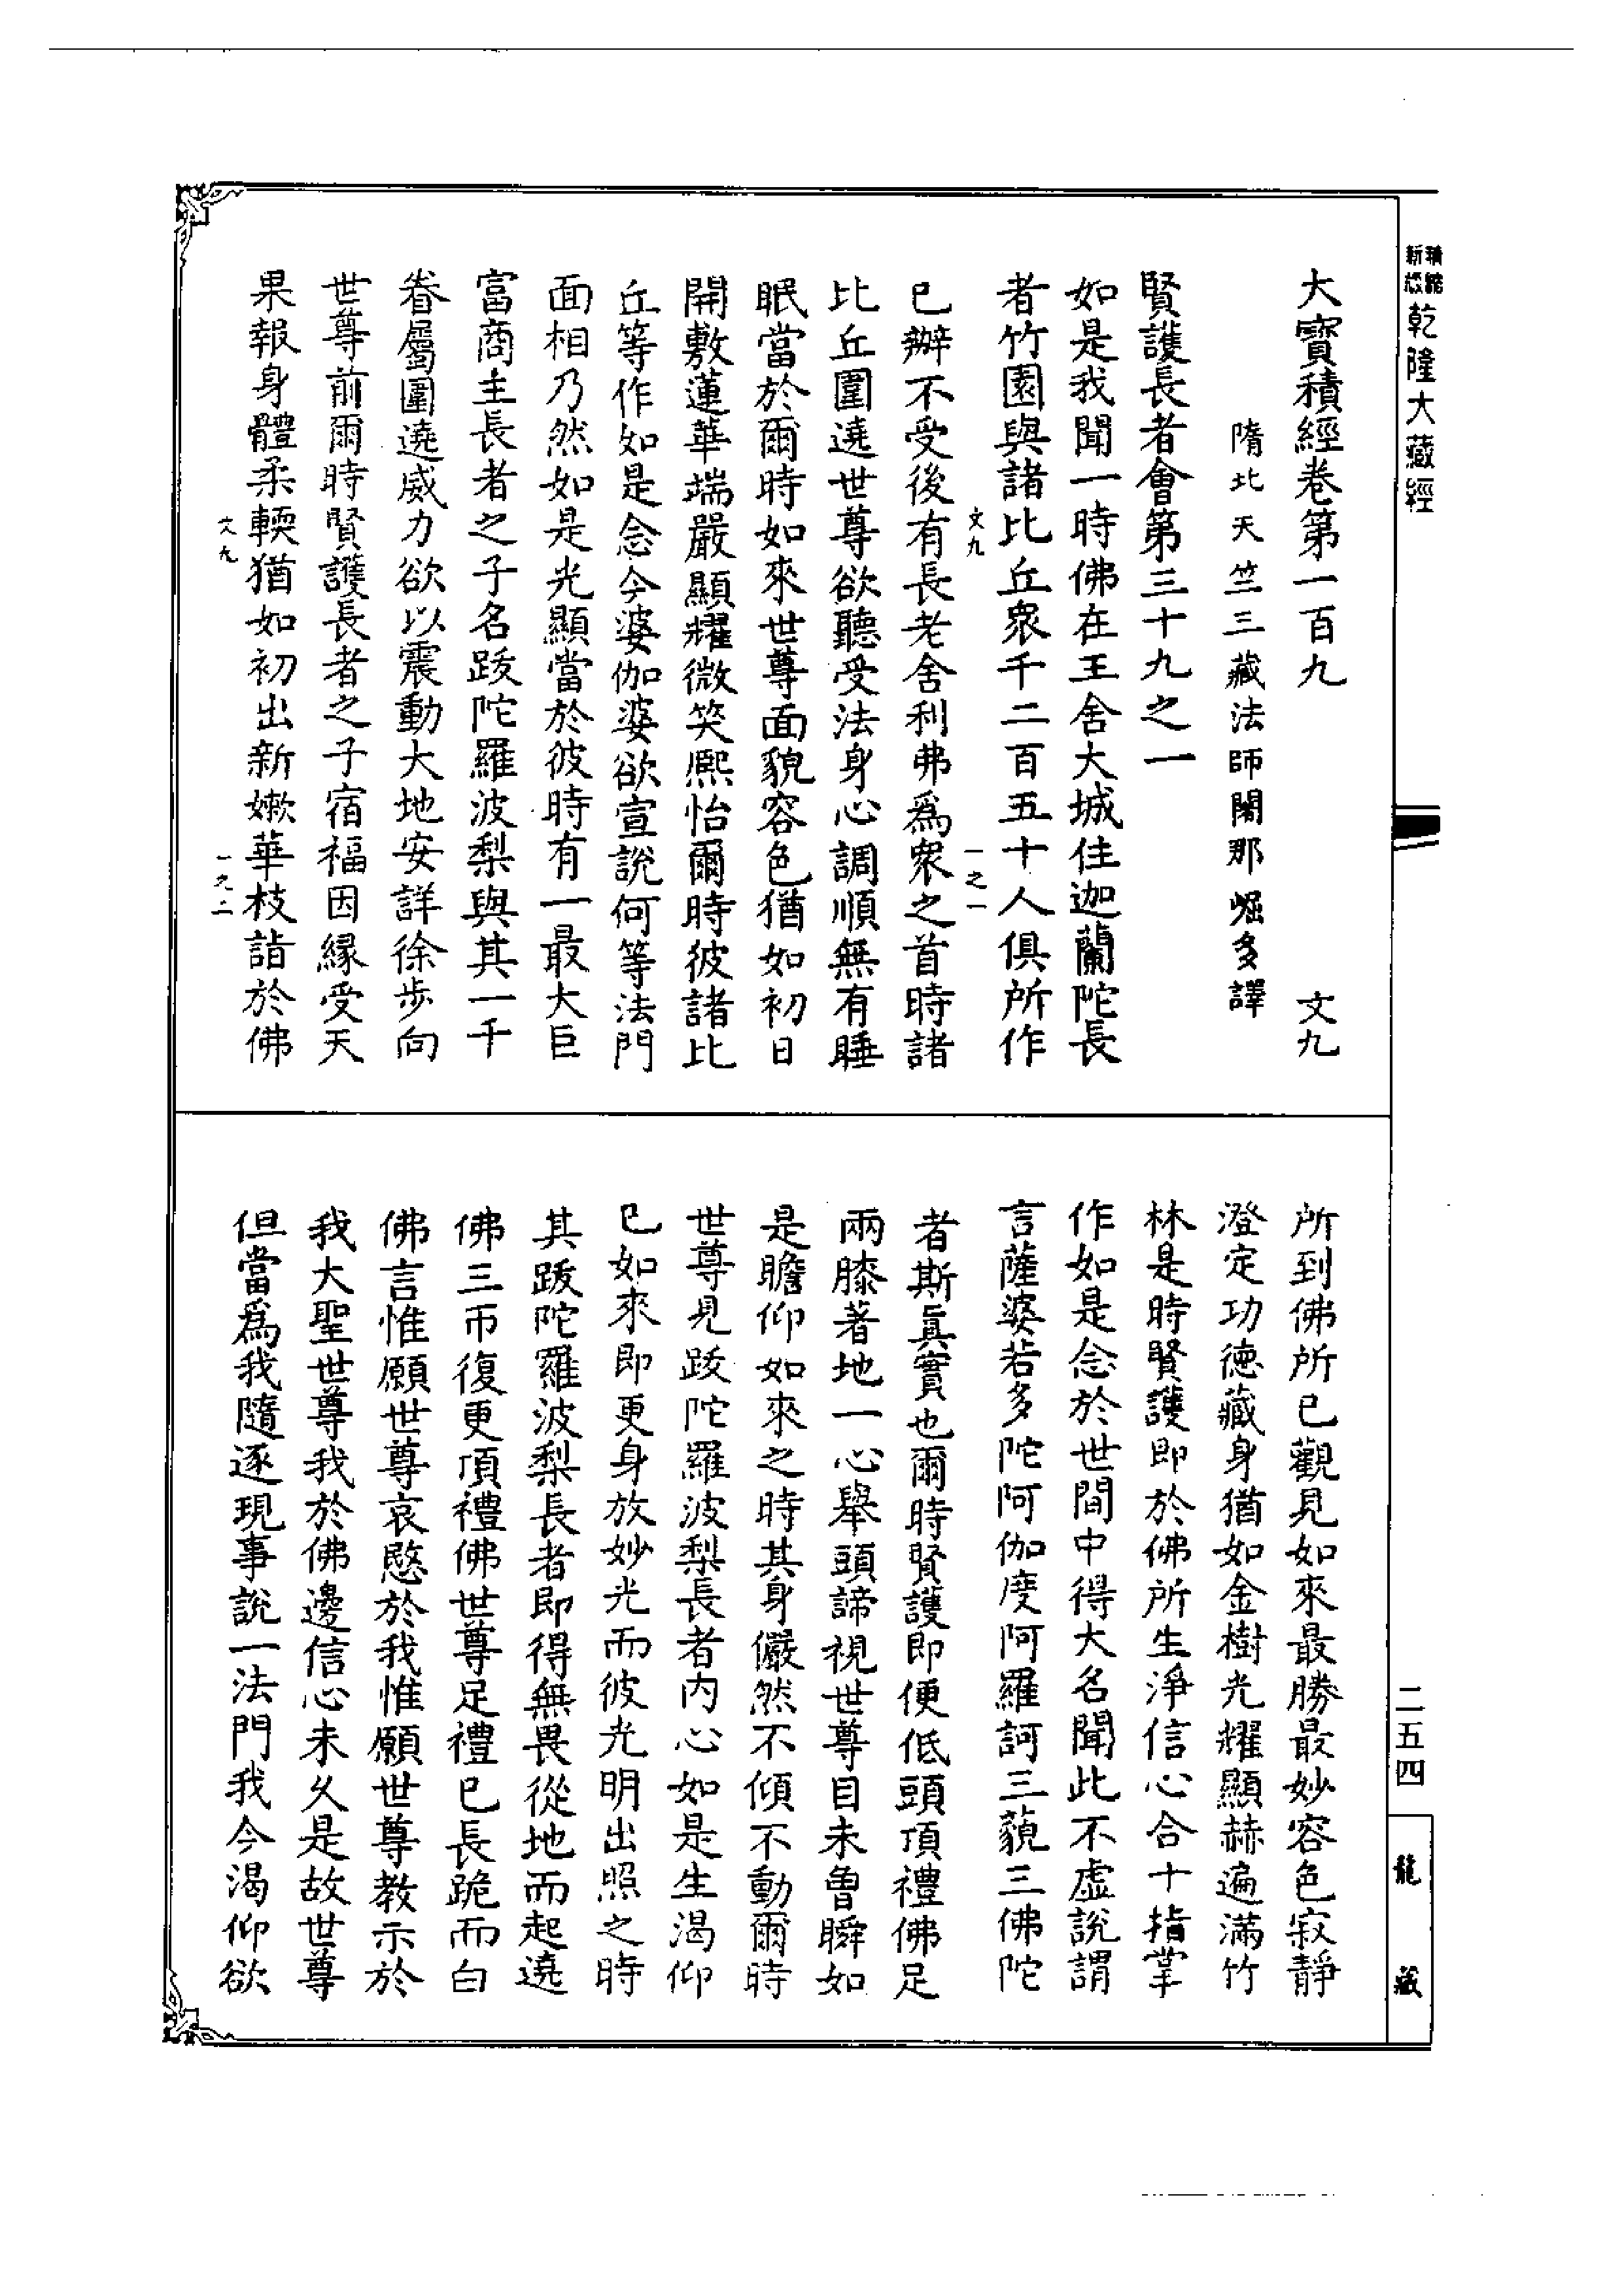 乾隆大藏經
大寶積經卷第一百九　文九
隋北天竺三藏法師闍那崛多譯
賢護長者會第三十九之一
如是我聞一時佛在王舍大城住迦蘭陀長
者竹園與諸比丘眾千二百五十人俱所作
文九　一之一
已辦不受後有長老舍利弗爲眾之首時諸
比丘圍遶世尊欲聽受法身心調順無有睡
眠當於爾時如來世尊面貌容色猶如初日
開敷蓮華端嚴顯耀微笑熈怡爾時彼諸比
丘等作如是念今婆伽婆欲宣說何等法門
面相乃然如是光顯當於彼時有一最大巨
富商主長者之子名跋陀羅波梨與其一千
眷屬圍遶威力欲以震動大地安詳徐步向
世尊前爾時賢護長者之子宿福因緣受天
果報身體柔輭猶如初出新嫰華枝詣於佛
文九　一之二
所到佛所已觀見如來最勝最妙容色寂靜
澄定功德藏身猶如金樹光耀顯赫遍滿竹
林是時賢護即於佛所生淨信心合十指掌
作如是念於世間中得大名聞此不虛說謂
言薩婆若多陀阿伽度阿羅訶三藐三佛陀
者斯眞實也爾時賢護即便低頭頂禮佛足
兩膝著地一心舉頭諦視世尊目未曾瞬如
是瞻仰如來之時其身儼然不傾不動爾時
世尊見跋陀羅波梨長者內心如是生渴仰
已如來即更身放妙光而彼光明出照之時
其跋陀羅波梨長者即得無畏從地而起遶
佛三帀復更頂禮佛世尊足禮已長跪而白
佛言惟願世尊哀愍於我惟願世尊教示於
我大聖世尊我於佛邊信心未久是故世尊
但當爲我隨逐現事說一法門我今渴仰欲
二五四
龍藏